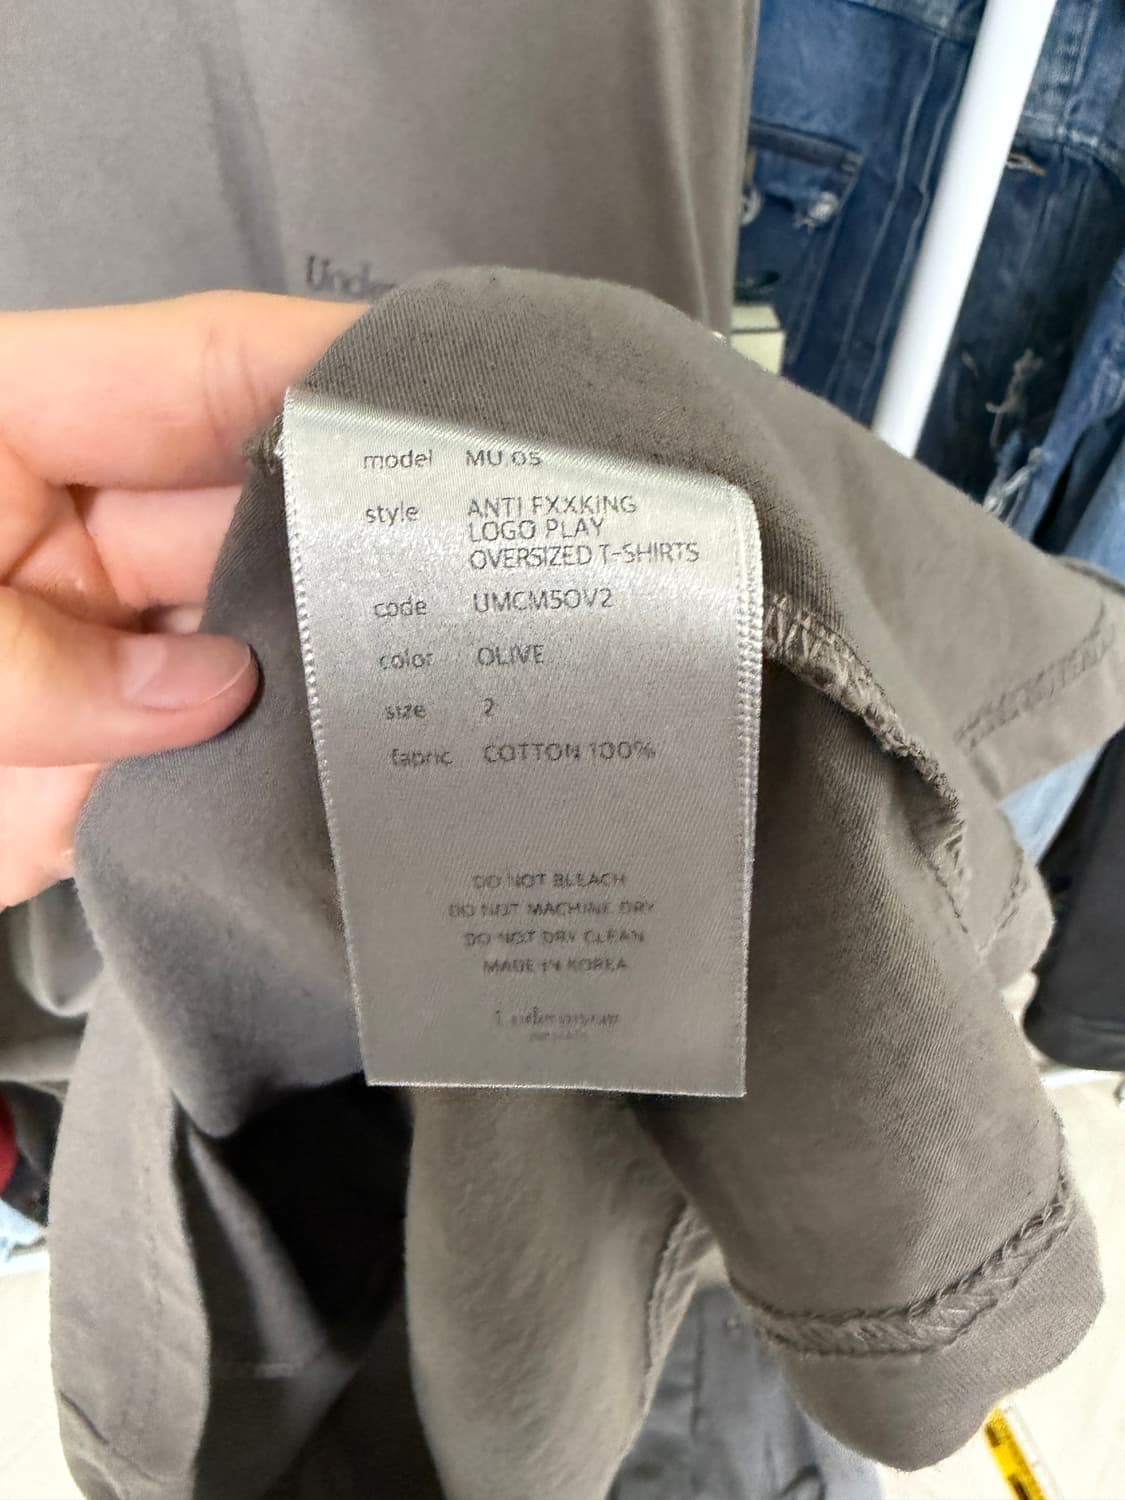 model MU.05
style ANTI FXXKING
LOGO PLAY
OVERSIZED T-SHIRTS
code UMCM5OV2
color OLIVE
size 2
fabric COTTON 100%
DO NOT BLEACH
DO NOT MACHINE DRY
DO NOT DRY CLEAN
MADE IN KOREA